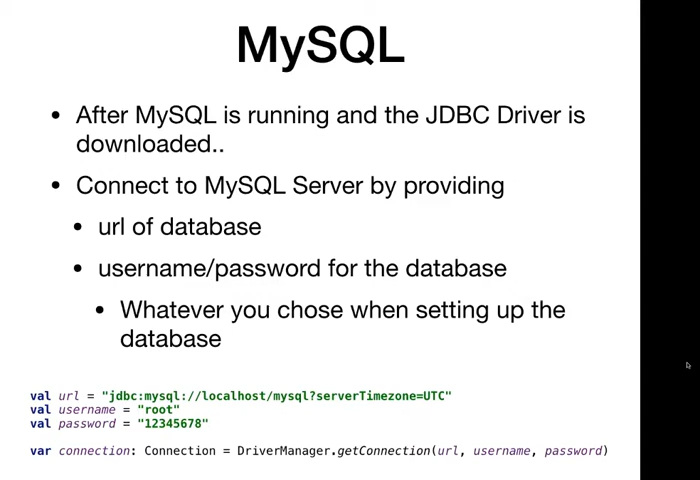 MySQL
• After MySQL is running and the JDBC Driver is
downloaded..
• Connect to MySQL Server by providing
• url of database
• username/password for the database
• Whatever you chose when setting up the
database
val url = "jdbc:mysql://localhost/mysql?serverTimezone=UTC"
val username = "root"
val password = "12345678"
var connection: Connection = DriverManager.getConnection(url, username, password)